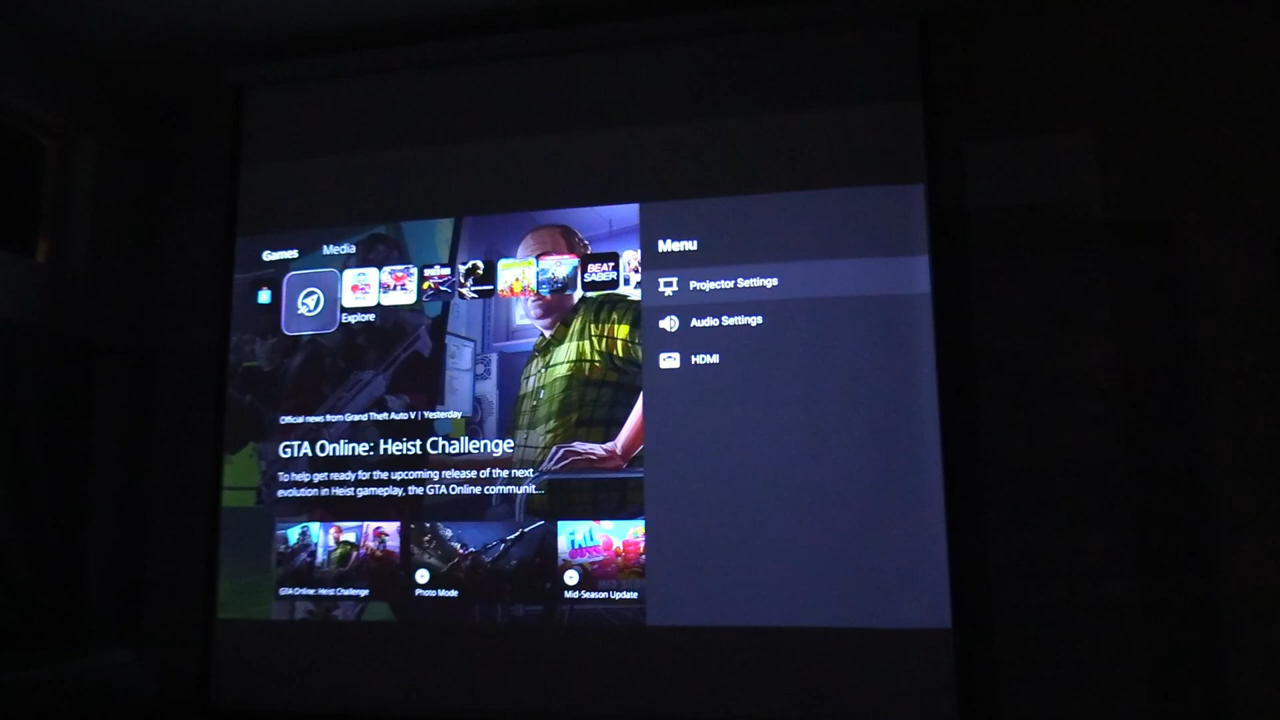 Games
Media
BEAT
SABER
Explore
Official news from Grand Theft Auto V | Yesterday
GTA Online: Heist Challenge
To help get ready for the upcoming release of the next
evolution in Heist gameplay, the GTA Online communit...
GTA Online: Heist Challenge
Photo Mode
FALL
GUYS
Mid-Season Update
Menu
Projector Settings
Audio Settings
HDMI